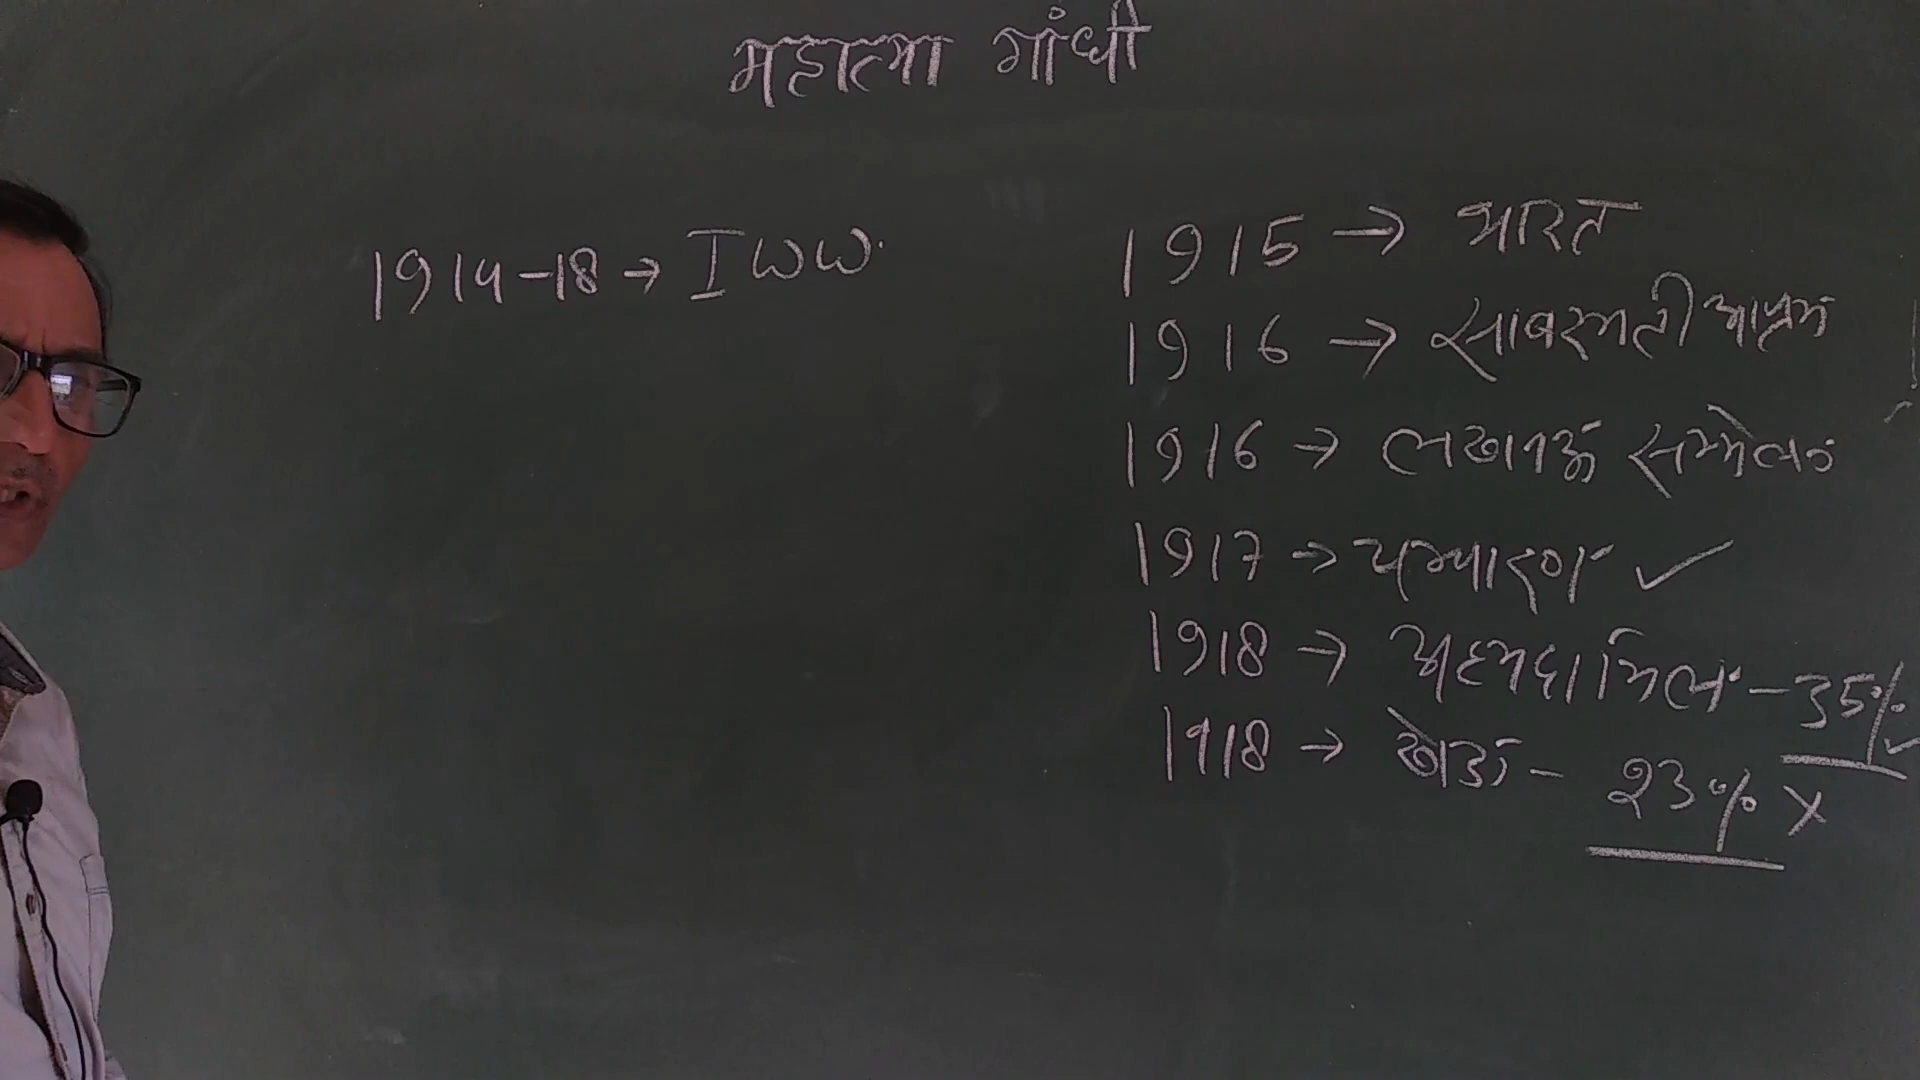 महात्मा गांधी
1914-18 → I WW.
1915 → भारत
1916 → साबरमती आश्रम
1916 → लखनऊ सम्मेलन
1917 → चम्पारण ✓
1918 → अहमदा मिल - 35% ✓
1918 → खेडा - 23% X